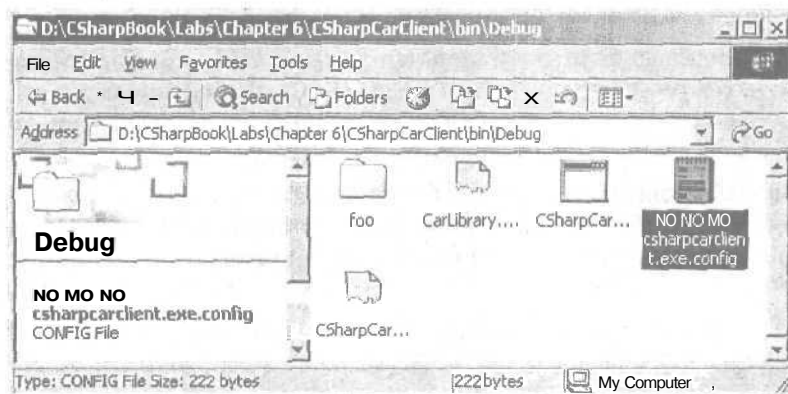 D:\CSharpBook\Labs\Chapter 6\CSharpCarClient\bin\Debug
File Edit View Favorites Tools Help
Back * Ч - Search Folders
Address D:\CSharpBook\Labs\Chapter 6\CSharpCarClient\bin\Debug Go
Debug
NO MO NO
csharpcarclient.exe.config
CONFIG File
foo
CarLibrary....
CSharpCar...
NO NO MO
csharpcarclien
t.exe.config
CSharpCar...
Type: CONFIG File Size: 222 bytes 222 bytes My Computer ,